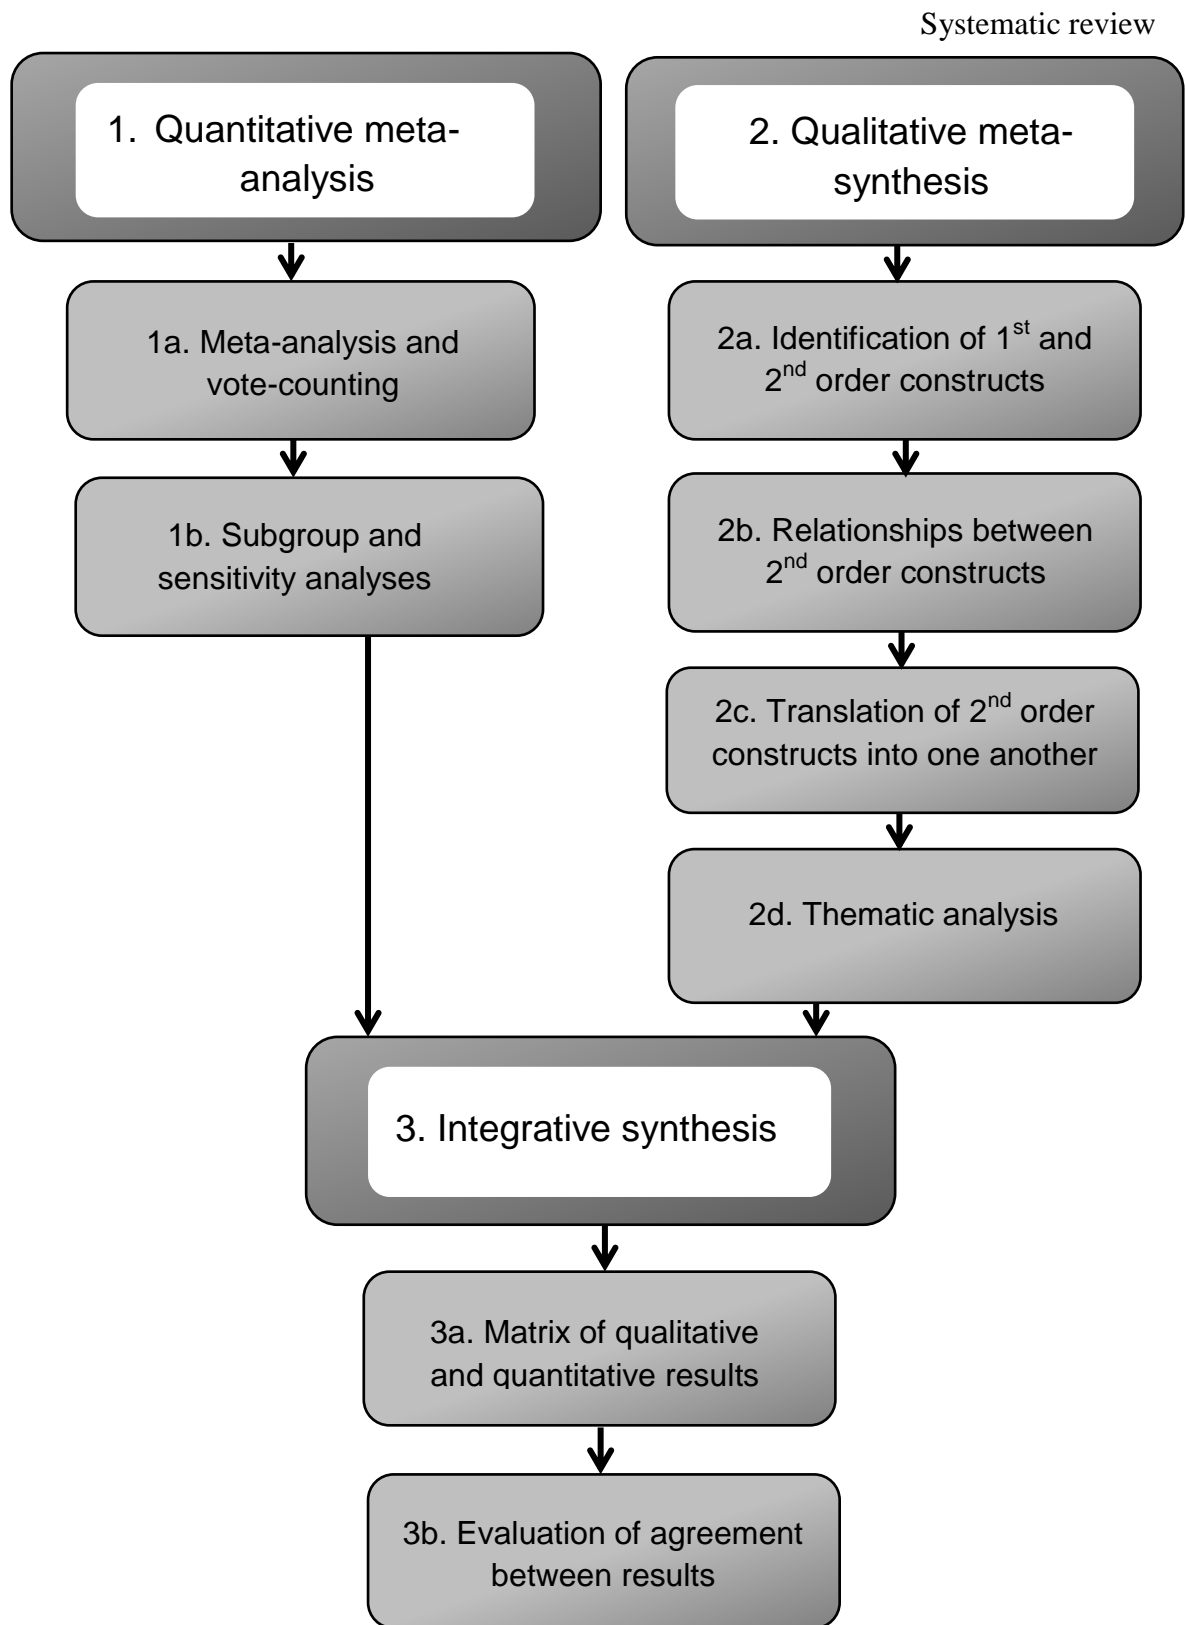 Systematic review
1. Quantitative meta-
analysis
2. Qualitative meta-
synthesis
1a. Meta-analysis and
vote-counting
1b. Subgroup and
sensitivity analyses
2a. Identification of 1st and
2nd order constructs
2b. Relationships between
2nd order constructs
2c. Translation of 2nd order
constructs into one another
2d. Thematic analysis
3. Integrative synthesis
3a. Matrix of qualitative
and quantitative results
3b. Evaluation of agreement
between results